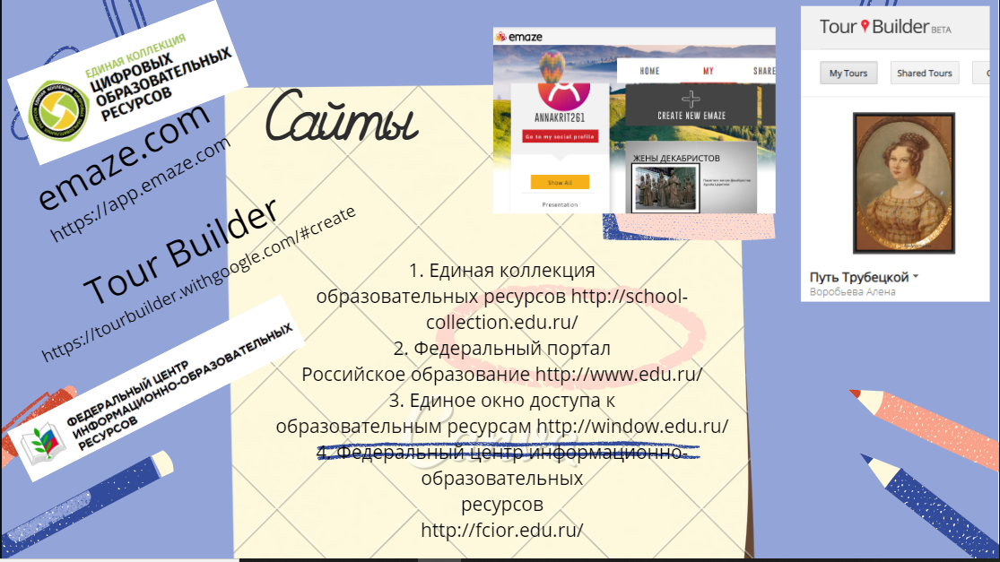 ЕДИНАЯ КОЛЛЕКЦИЯ
ЦИФРОВЫХ
ОБРАЗОВАТЕЛЬНЫХ
РЕСУРСОВ
emaze.com
https://app.emaze.com
Tour Builder
https://tourbuilder.withgoogle.com/#create
ФЕДЕРАЛЬНЫЙ ЦЕНТР
ИНФОРМАЦИОННО-ОБРАЗОВАТЕЛЬНЫХ
РЕСУРСОВ
Сайты
1. Единая коллекция
образовательных ресурсов http://school-
collection.edu.ru/
2. Федеральный портал
Российское образование http://www.edu.ru/
3. Единое окно доступа к
образовательным ресурсам http://window.edu.ru/
4. Федеральный центр информационно-
образовательных
ресурсов
http://fcior.edu.ru/
Canva
emaze
HOME MY SHARE
ANNAKRIT261
Go to my social profile
CREATE NEW EMAZE
Show All
Presentation
ЖЕНЫ ДЕКАБРИСТОВ
Tour Builder BETA
My Tours Shared Tours
Путь Трубецкой
Воробьева Алена